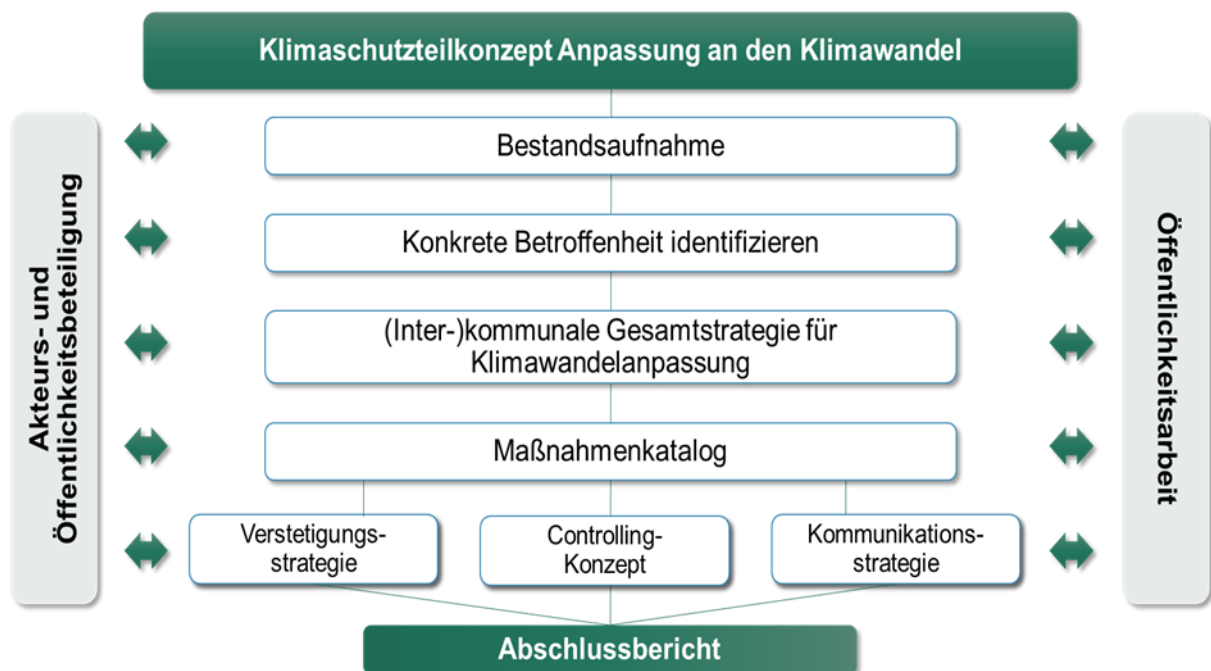 Klimaschutzteilkonzept Anpassung an den Klimawandel
Akteurs- und
Öffentlichkeitsbeteiligung
Bestandsaufnahme
Konkrete Betroffenheit identifizieren
(Inter-)kommunale Gesamtstrategie für
Klimawandelanpassung
Maßnahmenkatalog
Verstetigungs-
strategie
Controlling-
Konzept
Kommunikations-
strategie
Öffentlichkeitsarbeit
Abschlussbericht